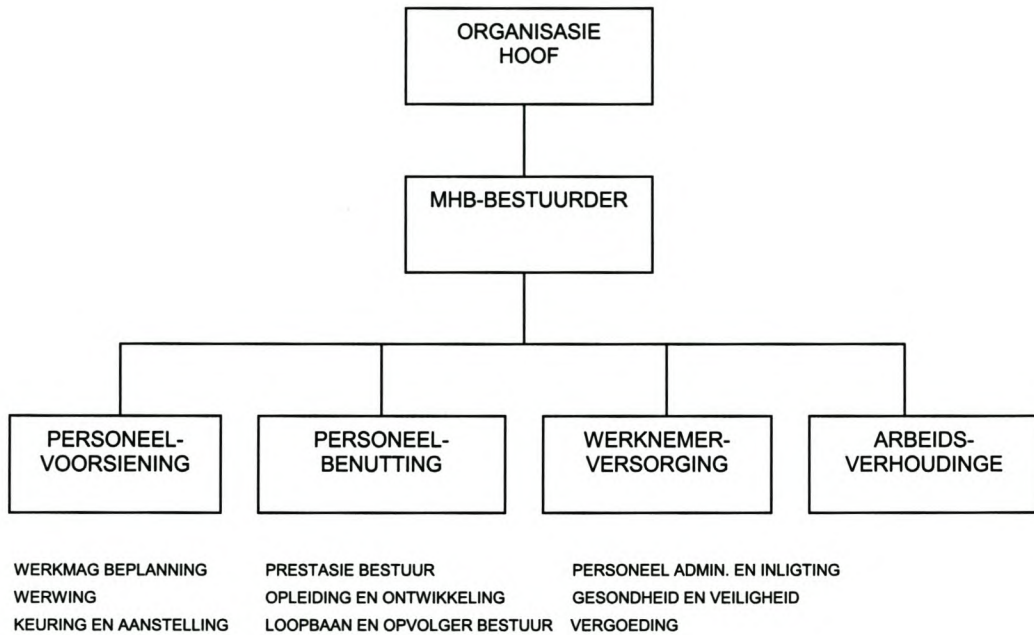 ORGANISASIE
HOOF
MHB-BESTUURDER
PERSONEEL-
VOORSIENING
PERSONEEL-
BENUTTING
WERKNEMER-
VERSORGING
ARBEIDS-
VERHOUDINGE
WERKMAG BEPLANNING
WERWING
KEURING EN AANSTELLING
PRESTASIE BESTUUR
OPLEIDING EN ONTWIKKELING
LOOPBAAN EN OPVOLGER BESTUUR
PERSONEEL ADMIN. EN INLIGTING
GESONDHEID EN VEILIGHEID
VERGOEDING